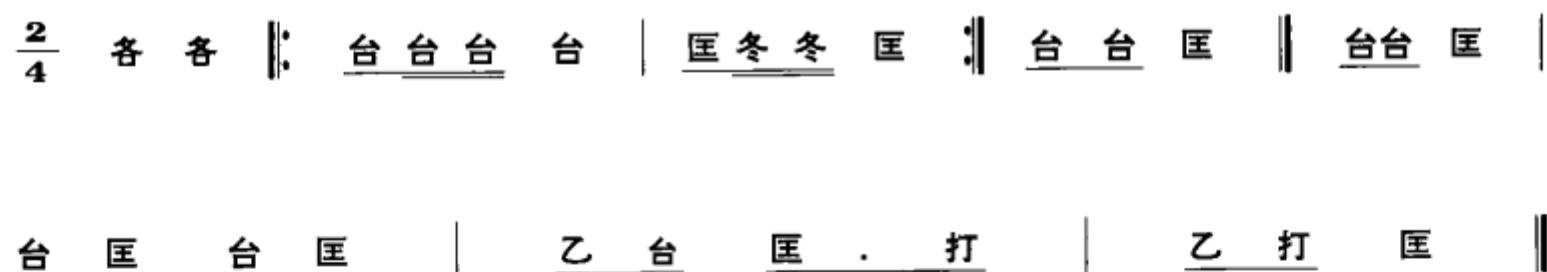 2/4 各 各 ‖: 台 台 台 台 | 匡 冬 冬 匡 :‖ 台 台 匡 ‖ 台台 匡 |
台 匡 台 匡 | 乙 台 匡 . 打 | 乙 打 匡 ‖